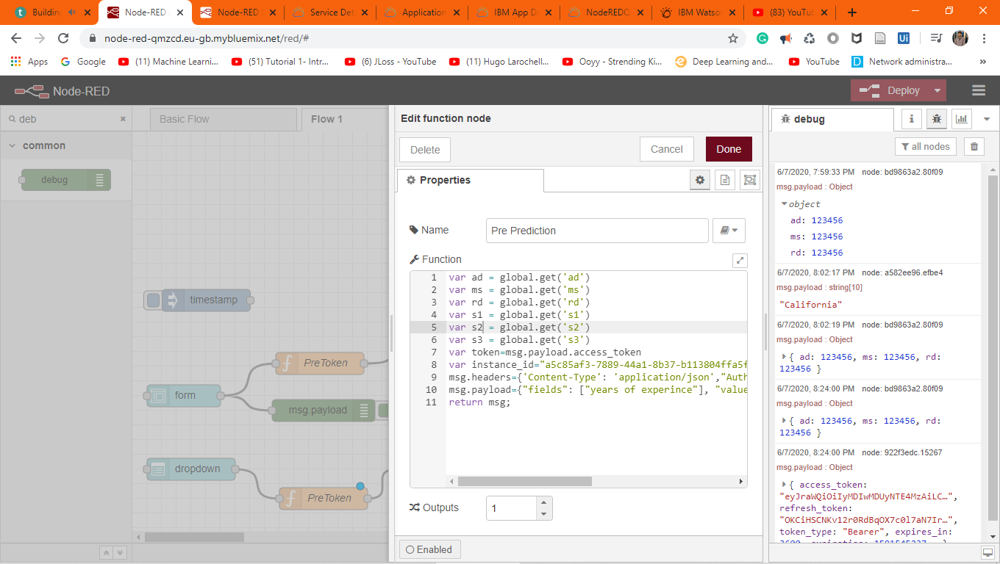 Building
Node-RED :
Node-RED
Service Det
Application
IBM App De
NodeREDQ
IBM Watso
(83) YouTub
node-red-qmzcd.eu-gb.mybluemix.net/red/#
Apps
Google
(11) Machine Learni...
(51) Tutorial 1- Intr...
(6) JLoss - YouTube
(11) Hugo Larochell...
Ooyy - Strending Ki...
Deep Learning and...
YouTube
Network administra...
»
Node-RED
Deploy
deb
Basic Flow
Flow 1
common
debug
timestamp
PreToken
form
msg.payload
dropdown
PreToken
Edit function node
Delete
Cancel
Done
Properties
Name
Pre Prediction
Function
1 var ad = global.get('ad')
2 var ms = global.get('ms')
3 var rd = global.get('rd')
4 var s1 = global.get('s1')
5 var s2 = global.get('s2')
6 var s3 = global.get('s3')
7 var token=msg.payload.access_token
8 var instance_id="a5c85af3-7889-44a1-8b37-b113804ffa5f
9 msg.headers={'Content-Type': 'application/json',"Auth
10 msg.payload={"fields": ["years of experince"], "value
11 return msg;
Outputs
1
Enabled
debug
all nodes
6/7/2020, 7:59:33 PM node: bd9863a2.80f09
msg.payload : Object
object
ad: 123456
ms: 123456
rd: 123456
6/7/2020, 8:02:17 PM node: a582ee96.efbe4
msg.payload : string[10]
"California"
6/7/2020, 8:02:19 PM node: bd9863a2.80f09
msg.payload : Object
{ ad: 123456, ms: 123456, rd:
123456 }
6/7/2020, 8:24:00 PM node: bd9863a2.80f09
msg.payload : Object
{ ad: 123456, ms: 123456, rd:
123456 }
6/7/2020, 8:24:00 PM node: 922f3edc.15267
msg.payload : Object
{ access_token:
"eyJraWQiOiIyMDIwMDUyNTE4MzAiLC…",
refresh_token:
"OKCiHSCNKv12r0RdBqOX7c0l7aN7Ir…",
token_type: "Bearer", expires_in: